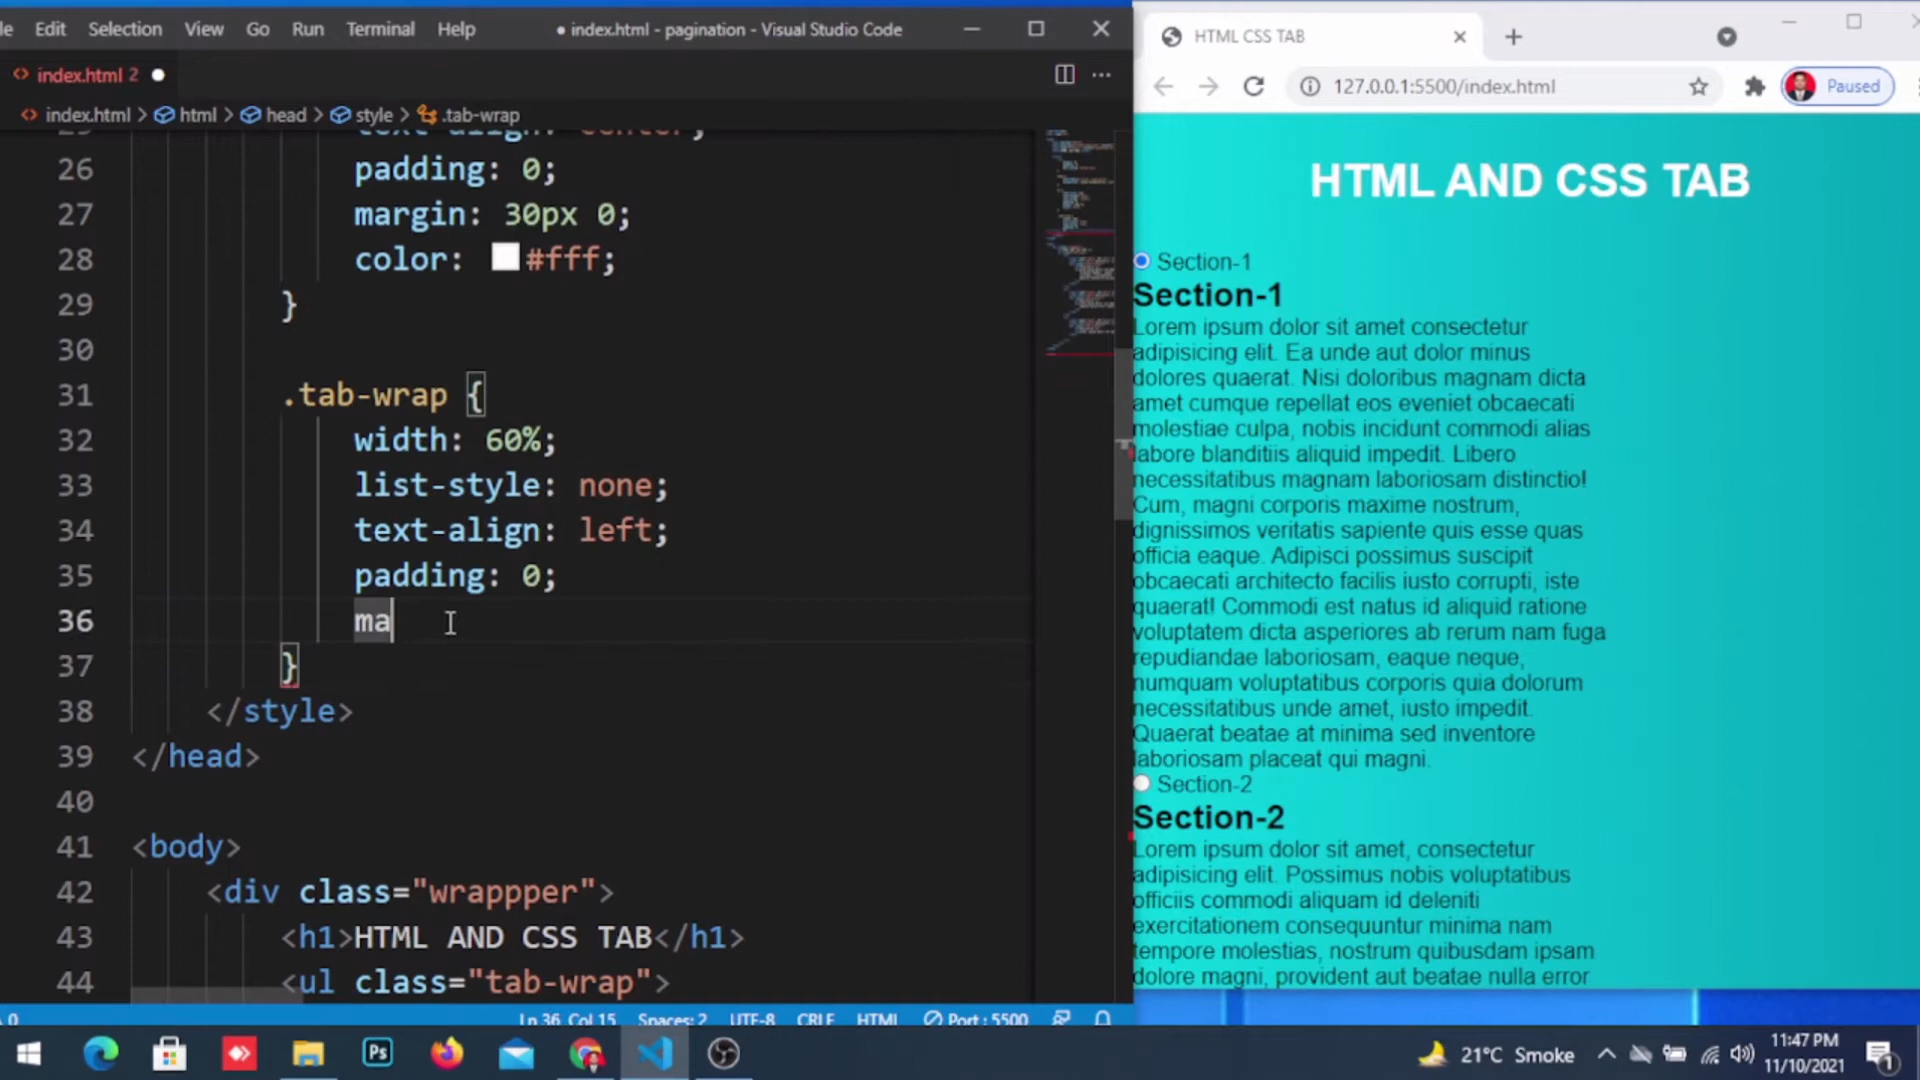 Edit Selection View Go Run Terminal Help
● index.html - pagination - Visual Studio Code
index.html 2
index.html > html > head > style > .tab-wrap
text-align: center;
26 padding: 0;
27 margin: 30px 0;
28 color: #fff;
29 }
30
31 .tab-wrap {
32 width: 60%;
33 list-style: none;
34 text-align: left;
35 padding: 0;
36 ma
37 }
38 </style>
39 </head>
40
41 <body>
42 <div class="wrappper">
43 <h1>HTML AND CSS TAB</h1>
44 <ul class="tab-wrap">
0 Ln 36, Col 15 Spaces: 2 UTF-8 CRLF HTML Port : 5500
HTML CSS TAB
127.0.0.1:5500/index.html
Paused
HTML AND CSS TAB
Section-1
Section-1
Lorem ipsum dolor sit amet consectetur
adipisicing elit. Ea unde aut dolor minus
dolores quaerat. Nisi doloribus magnam dicta
amet cumque repellat eos eveniet obcaecati
molestiae culpa, nobis incidunt commodi alias
labore blanditiis aliquid impedit. Libero
necessitatibus magnam laboriosam distinctio!
Cum, magni corporis maxime nostrum,
dignissimos veritatis sapiente quis esse quas
officia eaque. Adipisci possimus suscipit
obcaecati architecto facilis iusto corrupti, iste
quaerat! Commodi est natus id aliquid ratione
voluptatem dicta asperiores ab rerum nam fuga
repudiandae laboriosam, eaque neque,
numquam voluptatibus corporis quia dolorum
necessitatibus unde amet, iusto impedit.
Quaerat beatae at minima sed inventore
laboriosam placeat qui magni.
Section-2
Section-2
Lorem ipsum dolor sit amet, consectetur
adipisicing elit. Possimus nobis voluptatibus
officiis commodi aliquam id deleniti
exercitationem consequuntur minima nam
tempore molestias, nostrum quibusdam ipsam
dolore magni, provident aut beatae nulla error
Ps
21°C Smoke
11:47 PM
11/10/2021
1